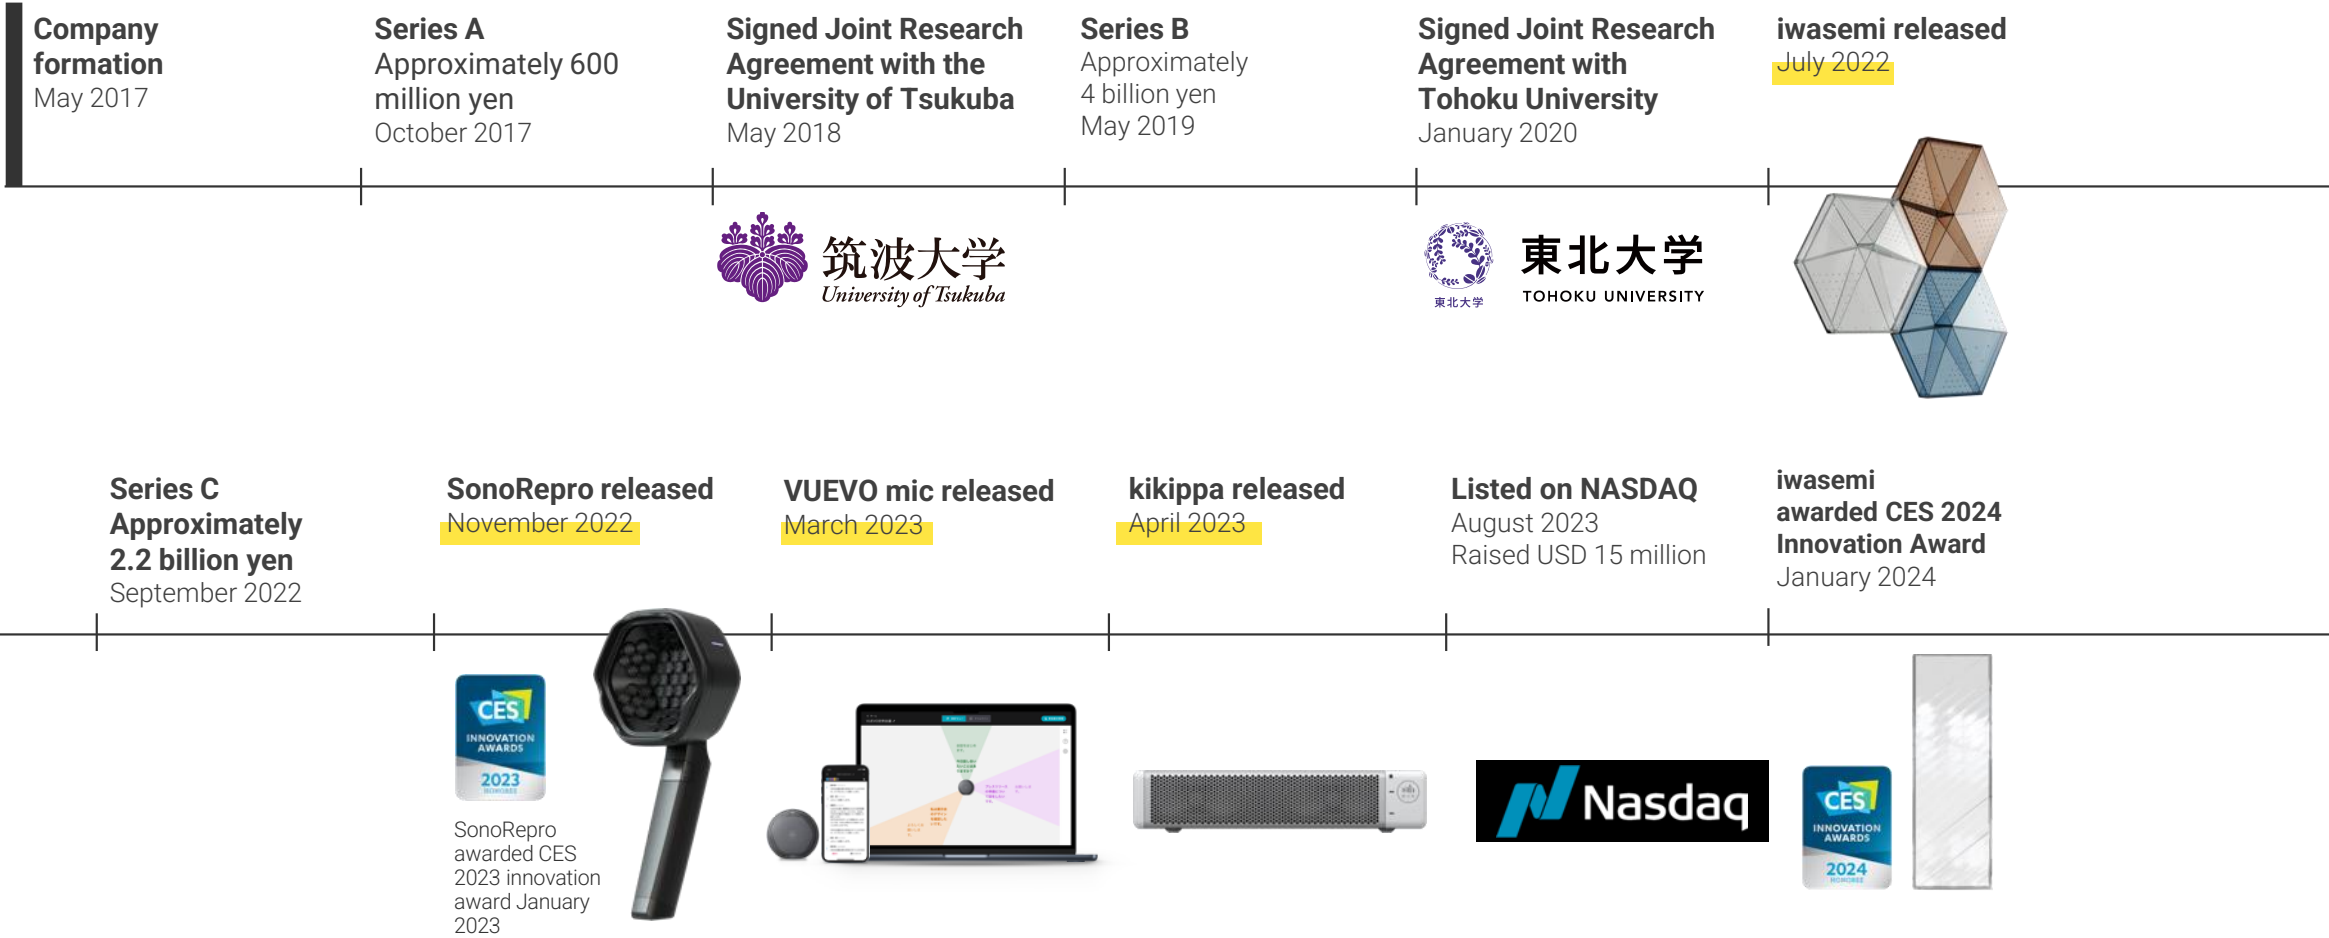 Company
formation
May 2017
Series A
Approximately 600
million yen
October 2017
Signed Joint Research
Agreement with the
University of Tsukuba
May 2018
Series B
Approximately
4 billion yen
May 2019
Signed Joint Research
Agreement with
Tohoku University
January 2020
iwasemi released
July 2022
筑波大学
University of Tsukuba
東北大学
東北大学
TOHOKU UNIVERSITY
Series C
Approximately
2.2 billion yen
September 2022
SonoRepro released
November 2022
VUEVO mic released
March 2023
kikippa released
April 2023
Listed on NASDAQ
August 2023
Raised USD 15 million
iwasemi
awarded CES 2024
Innovation Award
January 2024
CES
INNOVATION
AWARDS
2023
HONOREE
SonoRepro
awarded CES
2023 innovation
award January
2023
Nasdaq
CES
INNOVATION
AWARDS
2024
HONOREE